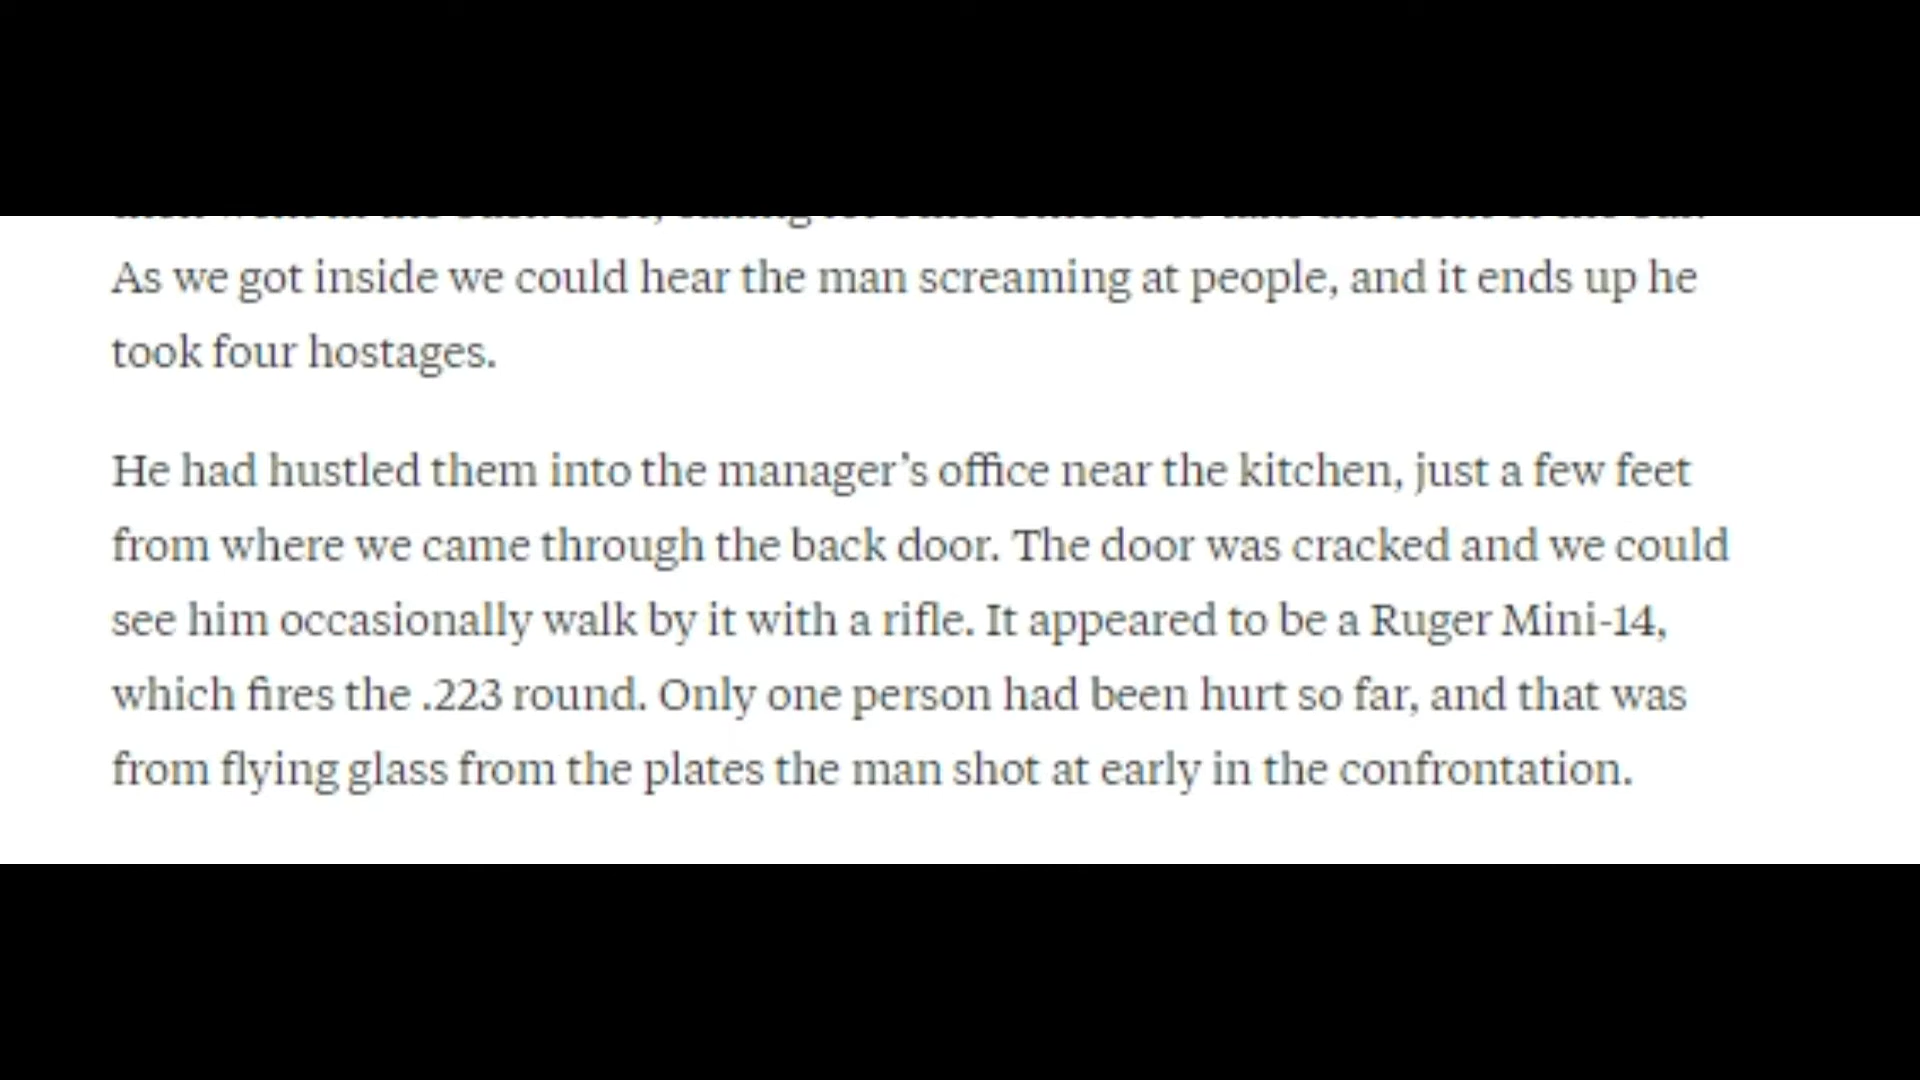 As we got inside we could hear the man screaming at people, and it ends up he
took four hostages.
He had hustled them into the manager’s office near the kitchen, just a few feet
from where we came through the back door. The door was cracked and we could
see him occasionally walk by it with a rifle. It appeared to be a Ruger Mini-14,
which fires the .223 round. Only one person had been hurt so far, and that was
from flying glass from the plates the man shot at early in the confrontation.